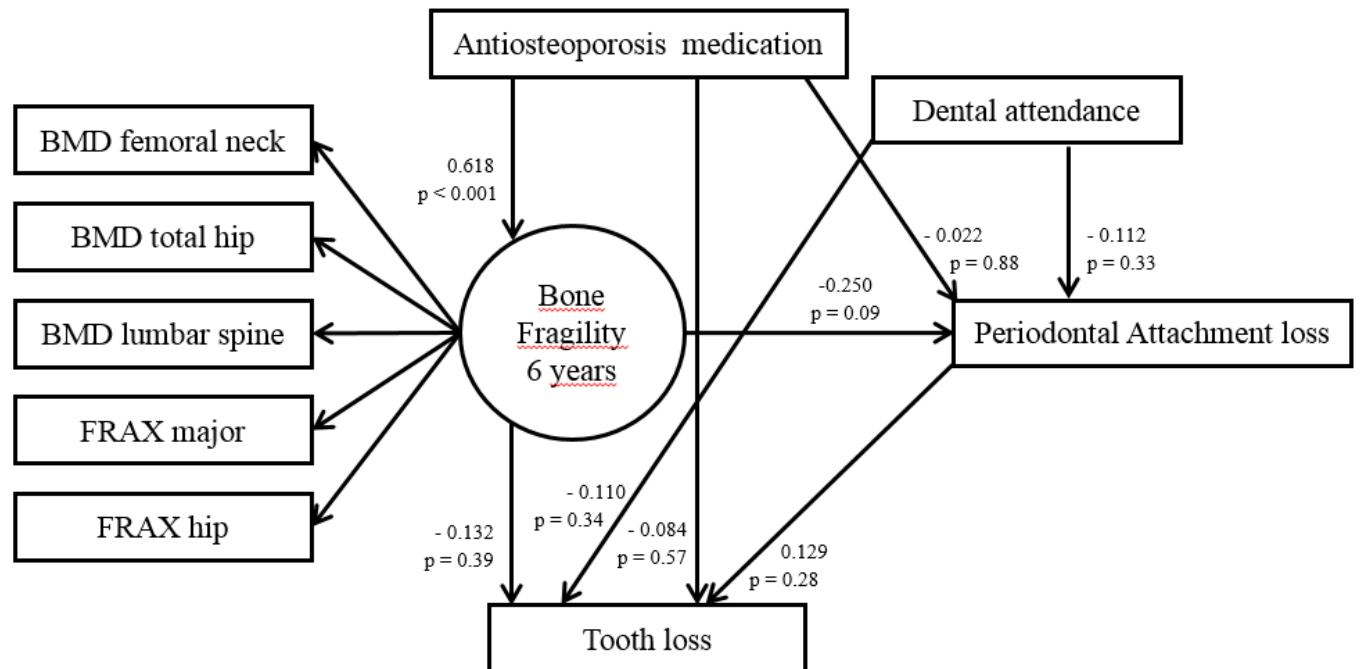 Antiosteoporosis medication
Dental attendance
BMD femoral neck
0.618
p < 0.001
BMD total hip
- 0.022
p = 0.88
- 0.112
p = 0.33
BMD lumbar spine
Bone
Fragility
6 years
-0.250
p = 0.09
Periodontal Attachment loss
FRAX major
FRAX hip
- 0.132
p = 0.39
- 0.110
p = 0.34
- 0.084
p = 0.57
0.129
p = 0.28
Tooth loss